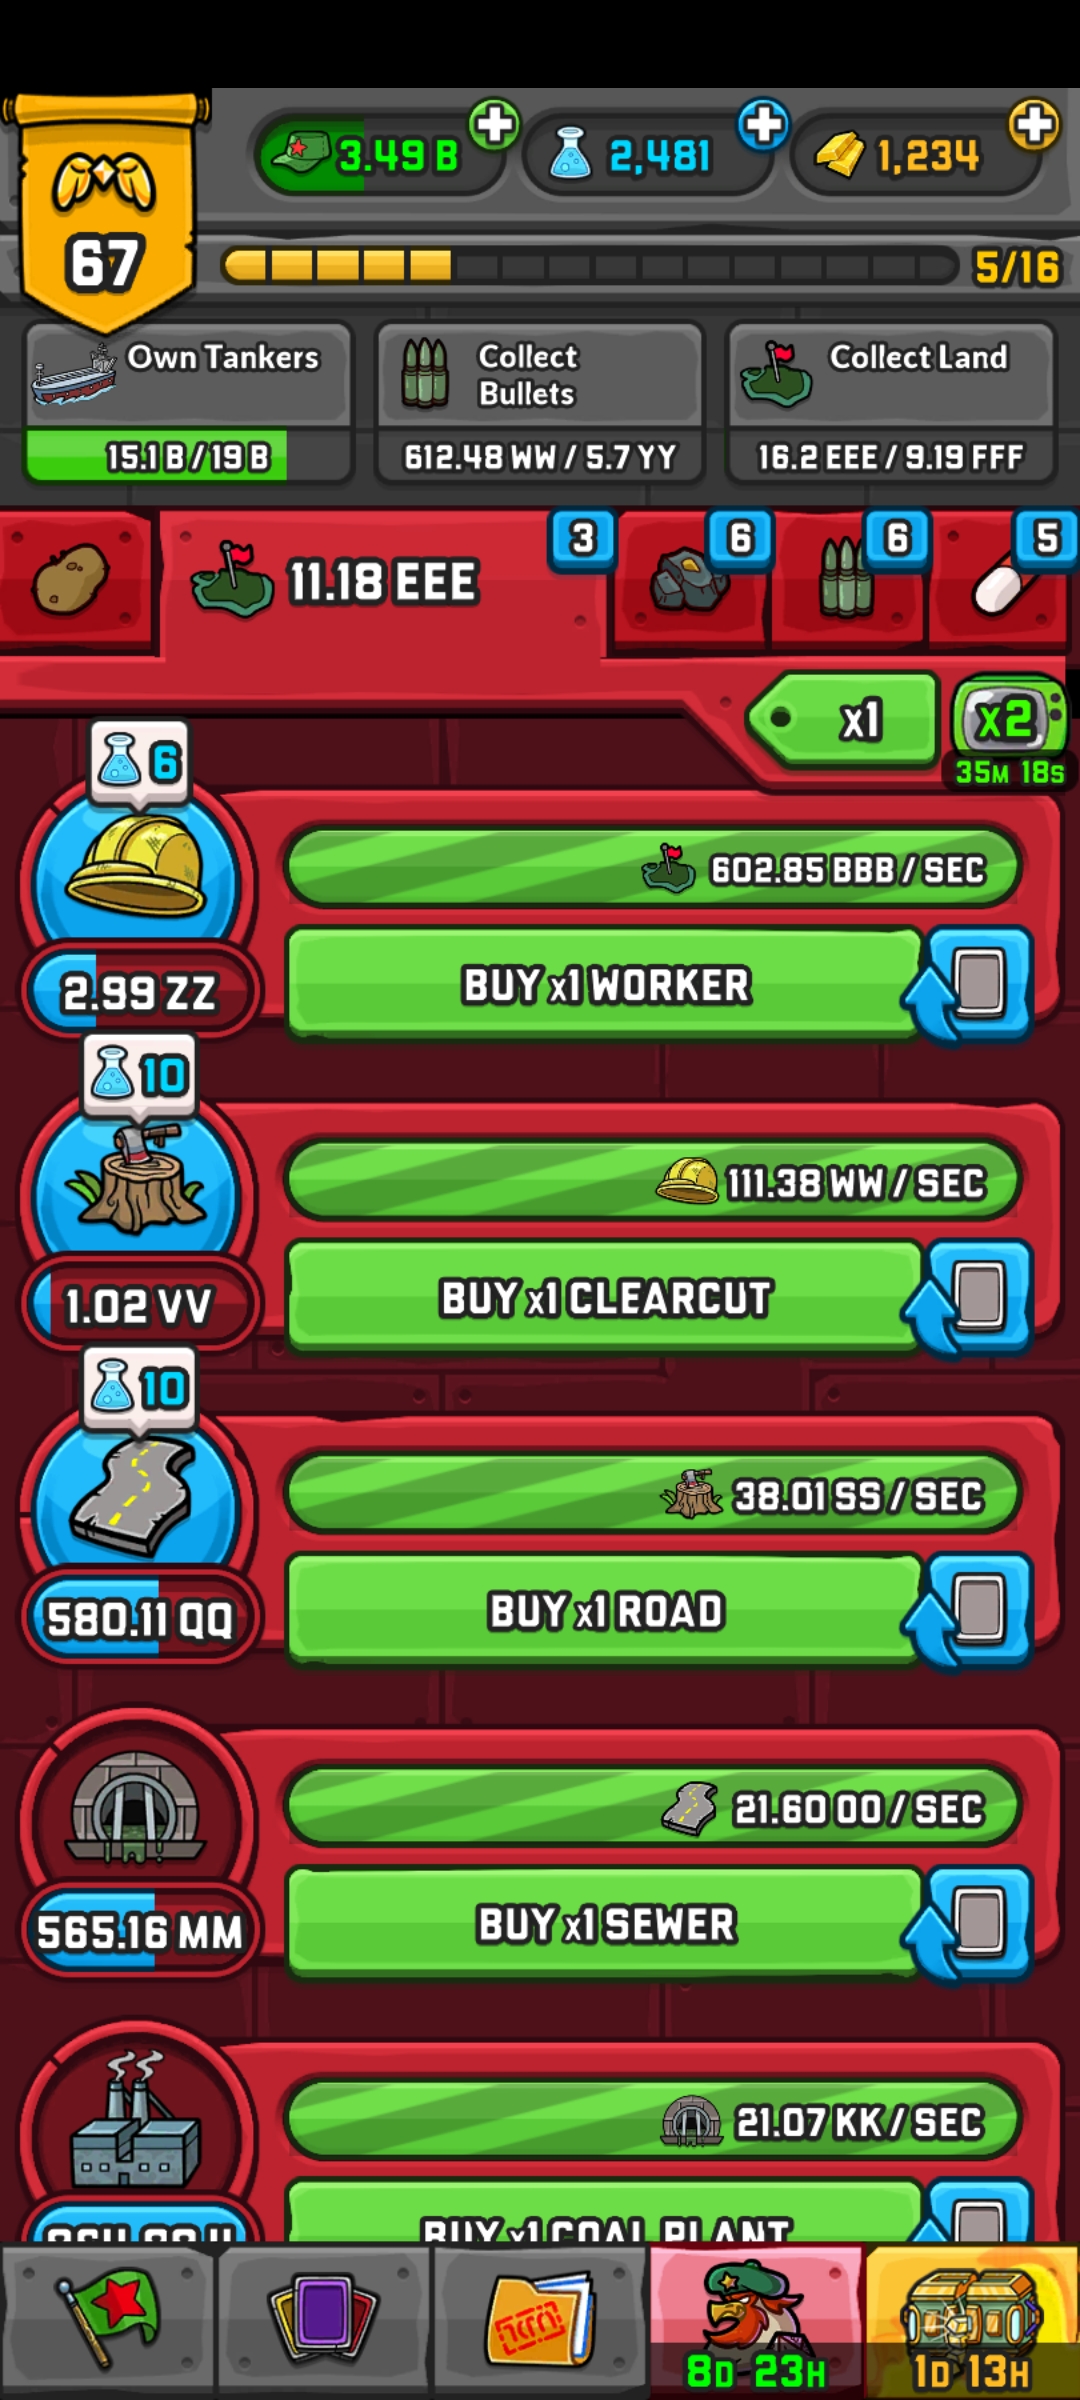 67
3.49 B
2,481
1,234
5/16
Own Tankers
15.1 B / 19 B
Collect
Bullets
612.48 WW / 5.7 YY
Collect Land
16.2 EEE / 9.19 FFF
11.18 EEE
3
6
6
5
x1
x2
35M 18S
6
602.85 BBB / SEC
2.99 ZZ
BUY x1 WORKER
10
111.38 WW / SEC
1.02 VV
BUY x1 CLEARCUT
10
38.01 SS / SEC
580.11 QQ
BUY x1 ROAD
21.60 OO / SEC
565.16 MM
BUY x1 SEWER
21.07 KK / SEC
BUY x1 COAL PLANT
8D 23H
1D 13H